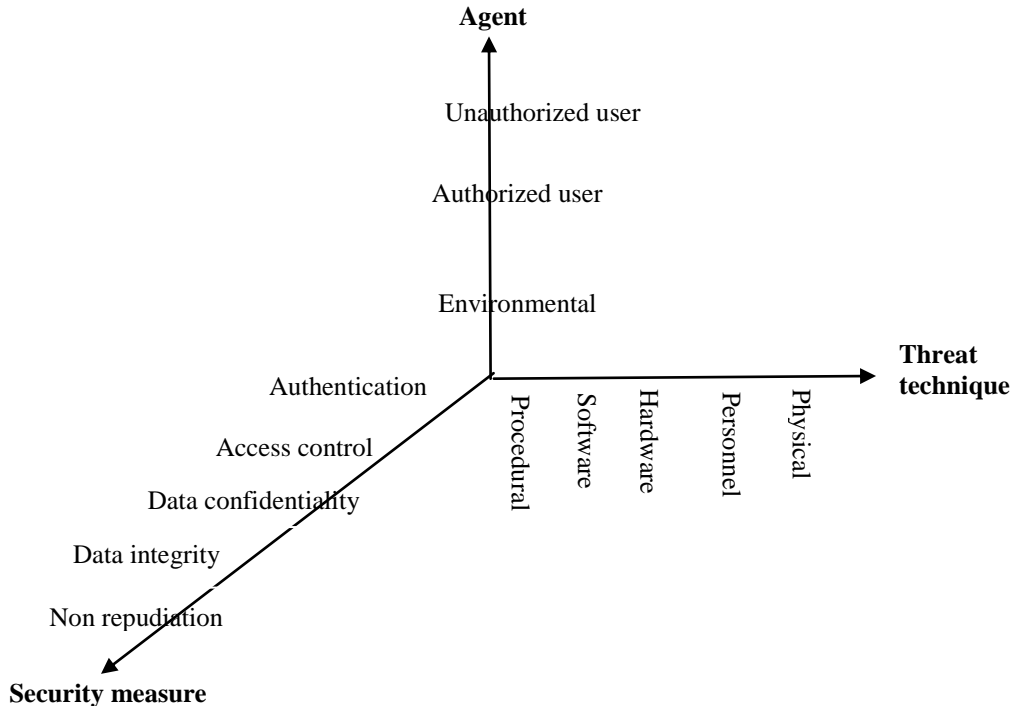 Agent
Unauthorized user
Authorized user
Environmental
Threat
technique
Authentication
Access control
Data confidentiality
Data integrity
Non repudiation
Procedural
Software
Hardware
Personnel
Physical
Security measure